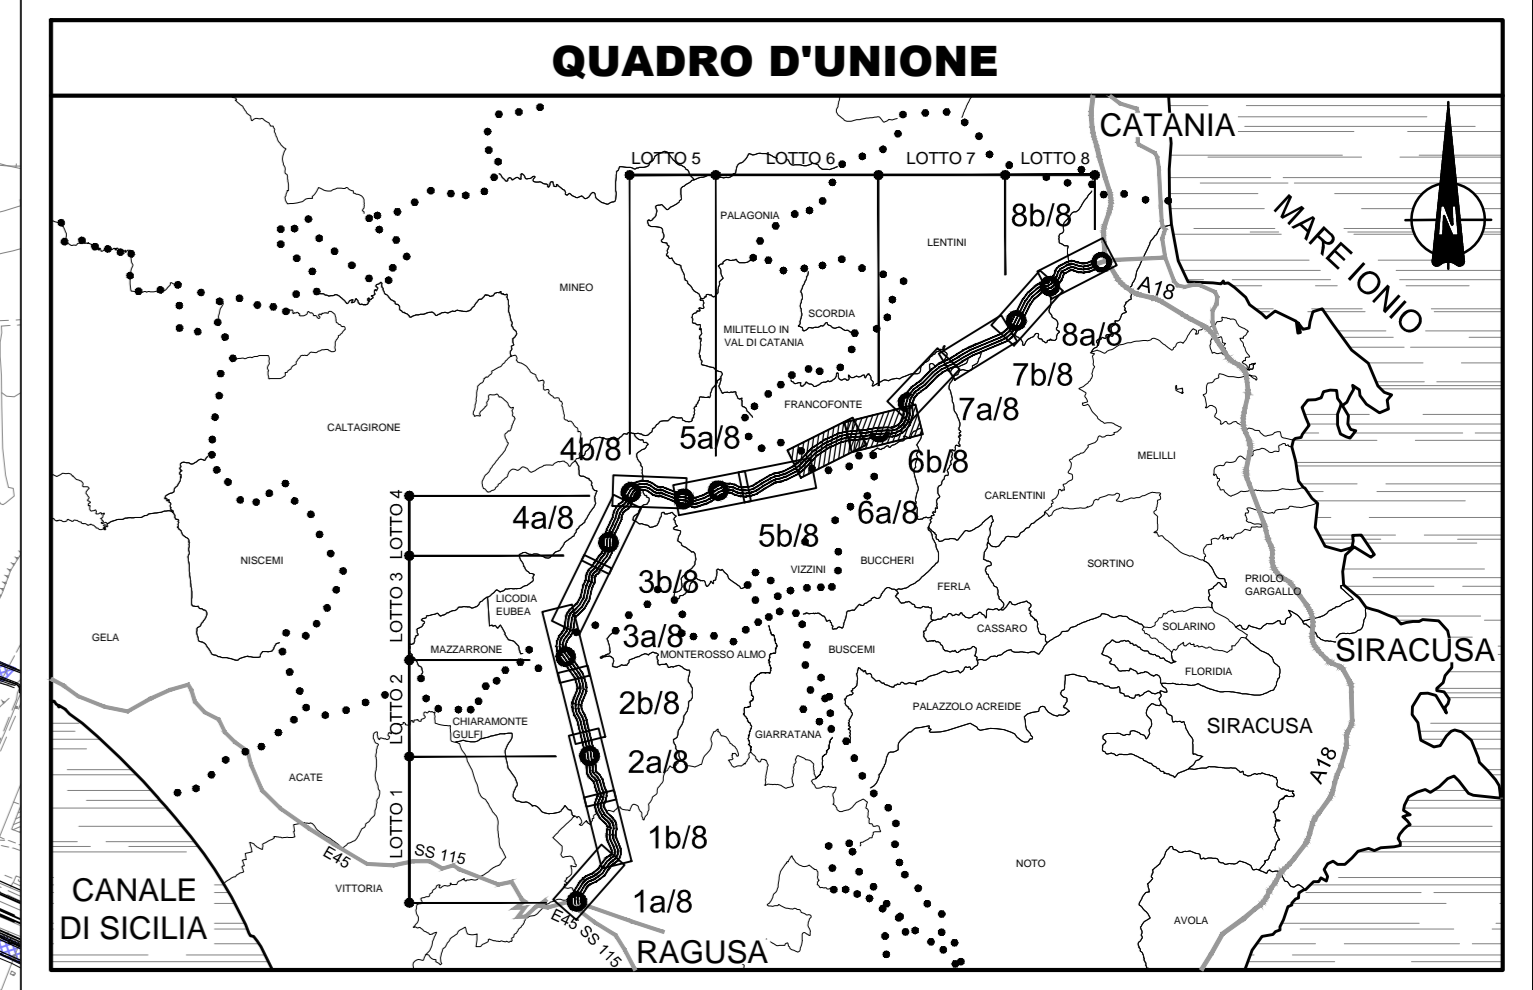 QUADRO D'UNIONE
CATANIA
LOTTO 5
LOTTO 6
LOTTO 7
LOTTO 8
8b/8
PALAGONIA
LENTINI
N
MARE IONIO
MINEO
A18
SCORDIA
MILITELLO IN
VAL DI CATANIA
8a/8
7b/8
FRANCOFONTE
7a/8
CALTAGIRONE
5a/8
4b/8
6b/8
MELILLI
CARLENTINI
4a/8
6a/8
LOTTO 4
5b/8
NISCEMI
VIZZINI
BUCCHERI
SORTINO
FERLA
PRIOLO
GARGALLO
3b/8
LICODIA
EUBEA
LOTTO 3
CASSARO
SOLARINO
GELA
3a/8
MAZZARRONE
MONTEROSSO ALMO
BUSCEMI
SIRACUSA
FLORIDIA
2b/8
LOTTO 2
PALAZZOLO ACREIDE
CHIARAMONTE
GULFI
GIARRATANA
SIRACUSA
2a/8
A18
ACATE
LOTTO 1
1b/8
E45
SS 115
NOTO
VITTORIA
CANALE
DI SICILIA
1a/8
E45 SS 115
RAGUSA
AVOLA